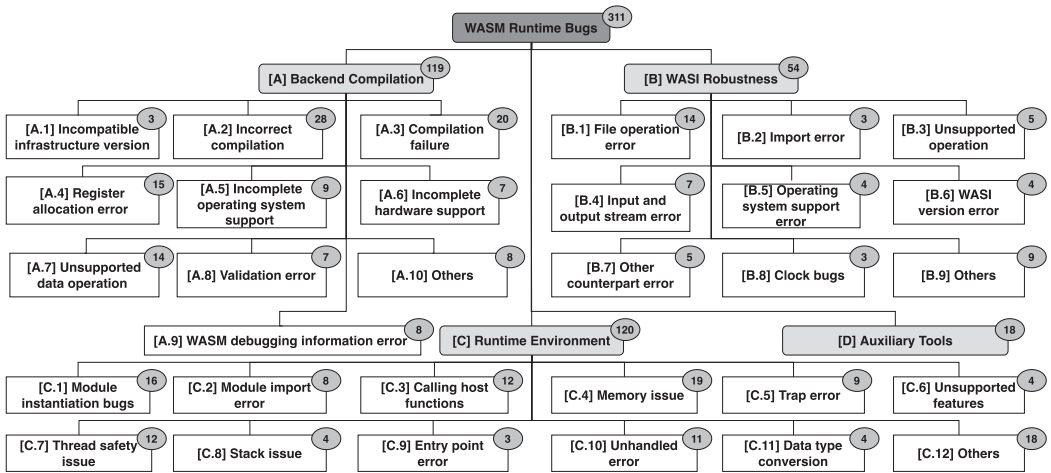 WASM Runtime Bugs
311
[A] Backend Compilation
119
[B] WASI Robustness
54
[A.1] Incompatible
infrastructure version
3
[A.2] Incorrect
compilation
28
[A.3] Compilation
failure
20
[B.1] File operation
error
14
[B.2] Import error
3
[B.3] Unsupported
operation
5
[A.4] Register
allocation error
15
[A.5] Incomplete
operating system
support
9
[A.6] Incomplete
hardware support
7
[B.4] Input and
output stream error
7
[B.5] Operating
system support
error
4
[B.6] WASI
version error
4
[A.7] Unsupported
data operation
14
[A.8] Validation error
7
[A.10] Others
8
[B.7] Other
counterpart error
5
[B.8] Clock bugs
3
[B.9] Others
9
[A.9] WASM debugging information error
8
[C] Runtime Environment
120
[D] Auxiliary Tools
18
[C.1] Module
instantiation bugs
16
[C.2] Module import
error
8
[C.3] Calling host
functions
12
[C.4] Memory issue
19
[C.5] Trap error
9
[C.6] Unsupported
features
4
[C.7] Thread safety
issue
12
[C.8] Stack issue
4
[C.9] Entry point
error
3
[C.10] Unhandled
error
11
[C.11] Data type
conversion
4
[C.12] Others
18